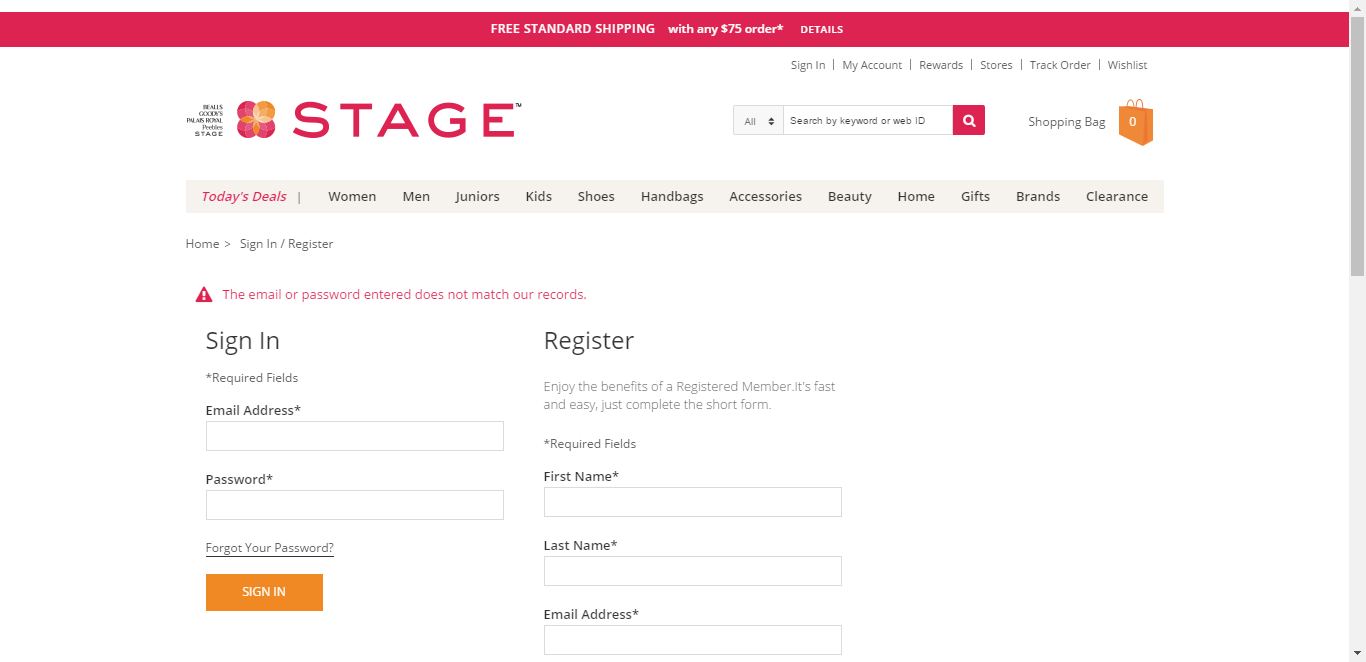 FREE STANDARD SHIPPING with any $75 order* DETAILS
Sign In | My Account | Rewards | Stores | Track Order | Wishlist
BEALLS
GOODY'S
PALAIS ROYAL
Peebles
STAGE
STAGE™
All
Search by keyword or web ID
Shopping Bag
0
Today's Deals | Women Men Juniors Kids Shoes Handbags Accessories Beauty Home Gifts Brands Clearance
Home > Sign In / Register
The email or password entered does not match our records.
Sign In
*Required Fields
Email Address*
Password*
Forgot Your Password?
SIGN IN
Register
Enjoy the benefits of a Registered Member.It's fast
and easy, just complete the short form.
*Required Fields
First Name*
Last Name*
Email Address*